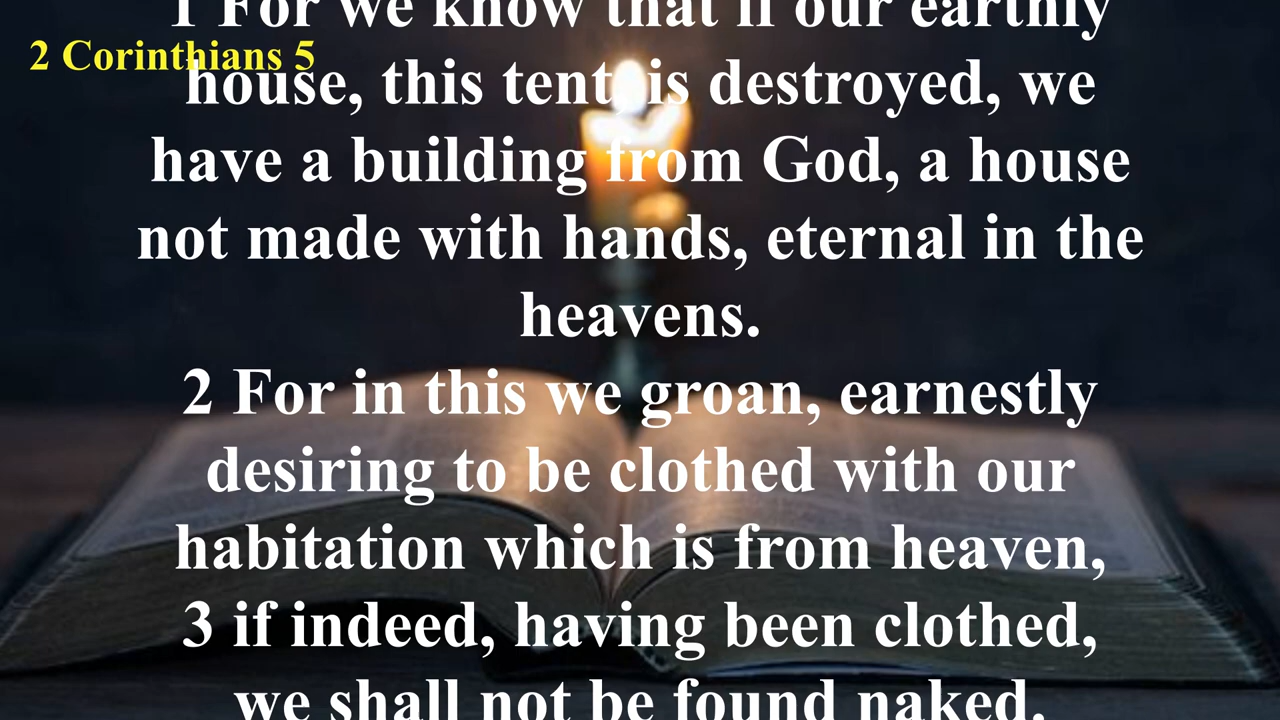 1 For we know that if our earthly
2 Corinthians 5
house, this tent, is destroyed, we
have a building from God, a house
not made with hands, eternal in the
heavens.
2 For in this we groan, earnestly
desiring to be clothed with our
habitation which is from heaven,
3 if indeed, having been clothed,
we shall not be found naked.